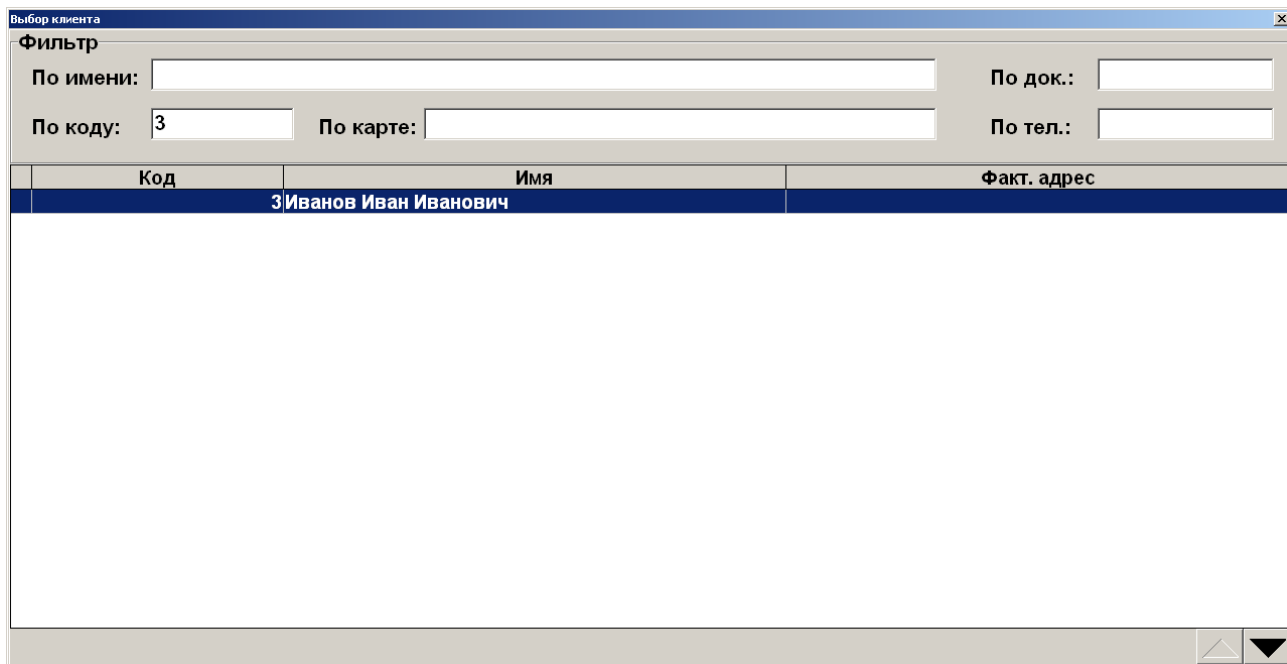 Выбор клиента
Фильтр
По имени: По док.:
По коду: 3 По карте: По тел.:
Код Имя Факт. адрес
3 Иванов Иван Иванович